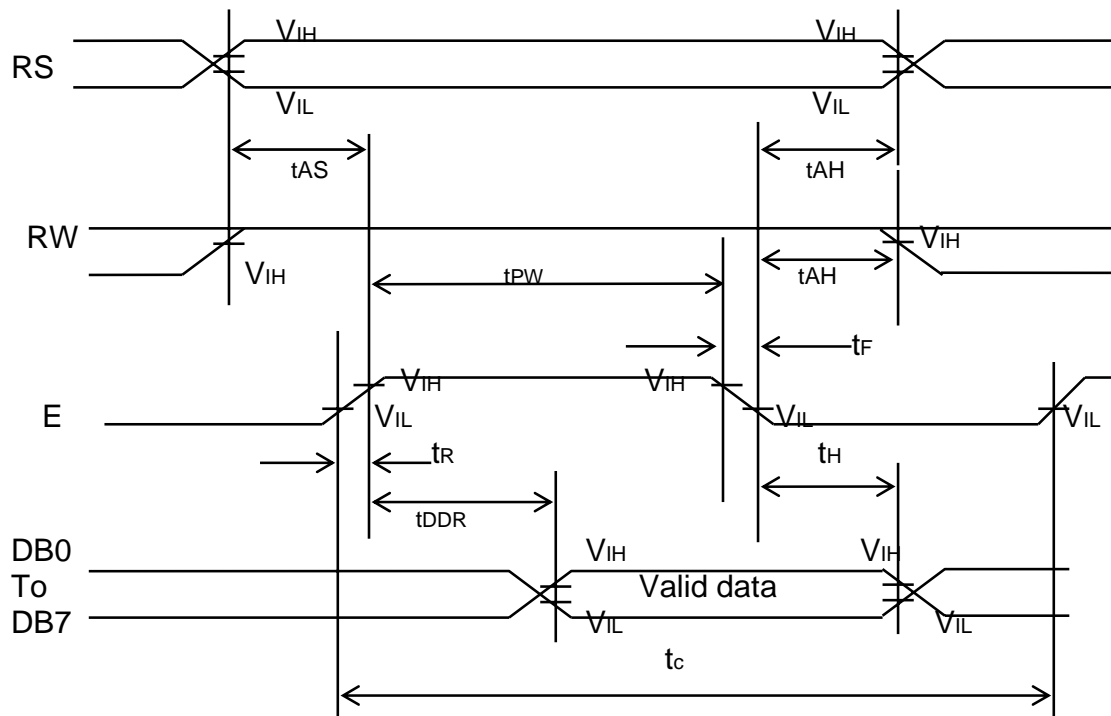 VIH VIH
RS
VIL VIL
tAS tAH
RW VIH
VIH tPW tAH
tF
VIH VIH
E VIL VIL VIL
tR tH
tDDR
DB0 VIH VIH
To Valid data
DB7 VIL VIL
tc